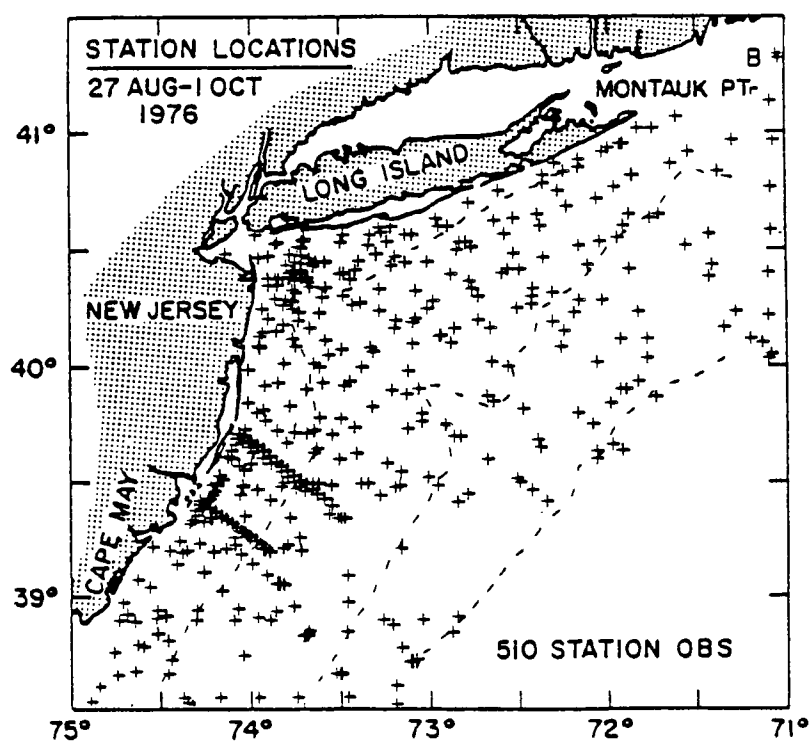 STATION LOCATIONS
27 AUG-1 OCT
1976
B
MONTAUK PT.
41°
LONG ISLAND
NEW JERSEY
40°
CAPE MAY
39°
510 STATION OBS
75°
74°
73°
72°
71°